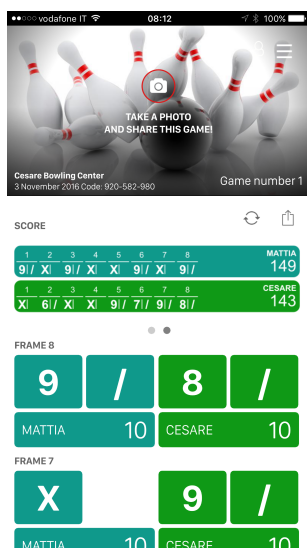 vodafone IT 08:12 100%
TAKE A PHOTO
AND SHARE THIS GAME!
Cesare Bowling Center
3 November 2016 Code: 920-582-980
Game number 1
SCORE
1 2 3 4 5 6 7 8 MATTIA
9 / X 9 / X X 9 / X 9 / 149
1 2 3 4 5 6 7 8 CESARE
X 6 / X X 9 / 7 / 9 / 8 / 143
FRAME 8
9 / 8 /
MATTIA 10 CESARE 10
FRAME 7
X 9 /
MATTIA 10 CESARE 10